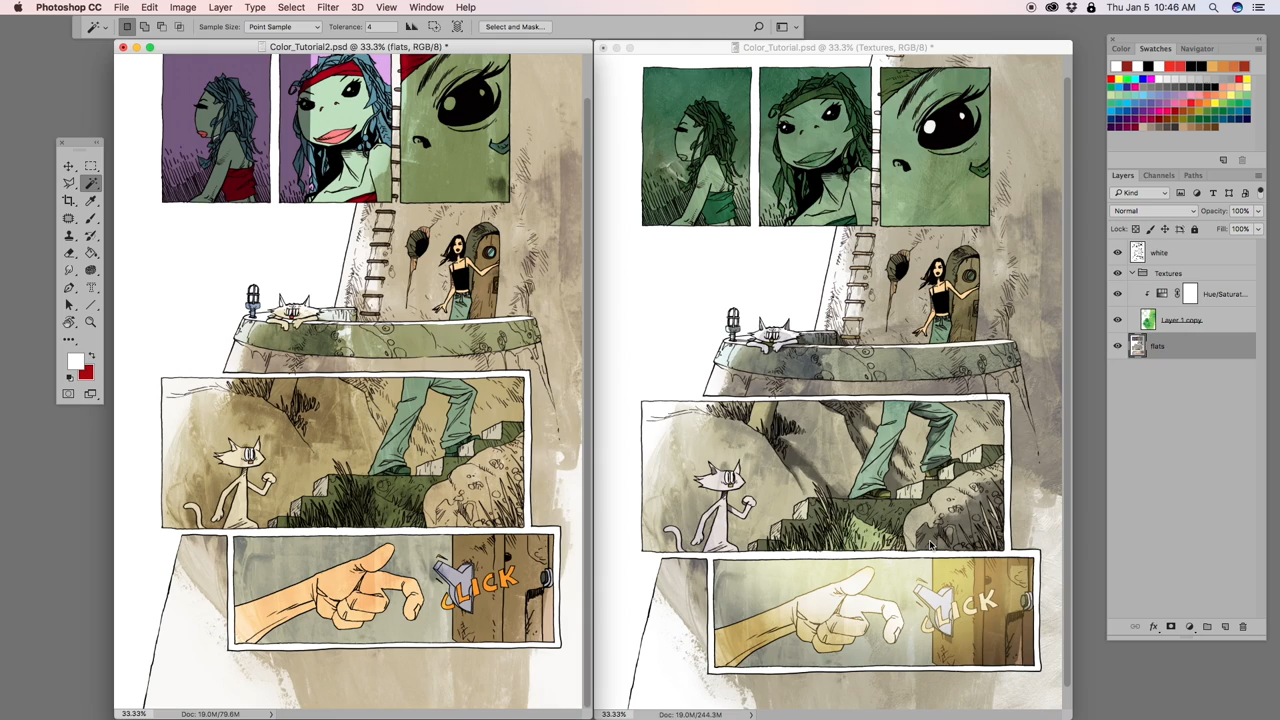 Photoshop CC File Edit Image Layer Type Select Filter 3D View Window Help Thu Jan 5 10:46 AM
Sample Size: Point Sample Tolerance: 4 Select and Mask...
Color_Tutorial2.psd @ 33.3% (flats, RGB/8) *
Color_Tutorial.psd @ 33.3% (Textures, RGB/8) *
Color Swatches Navigator
Layers Channels Paths
Kind
Normal Opacity: 100%
Lock: Fill: 100%
white
Textures
Hue/Saturat...
Layer 1 copy
flats
CLICK
CLICK
33.33% Doc: 19.0M/79.6M
33.33% Doc: 19.0M/244.3M